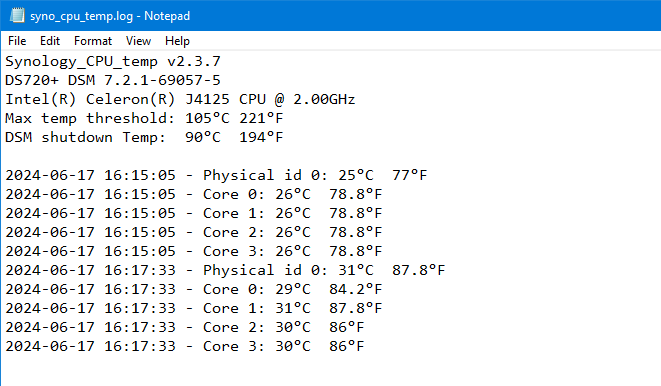 syno_cpu_temp.log - Notepad
File Edit Format View Help
Synology_CPU_temp v2.3.7
DS720+ DSM 7.2.1-69057-5
Intel(R) Celeron(R) J4125 CPU @ 2.00GHz
Max temp threshold: 105°C 221°F
DSM shutdown Temp:  90°C  194°F

2024-06-17 16:15:05 - Physical id 0: 25°C  77°F
2024-06-17 16:15:05 - Core 0: 26°C  78.8°F
2024-06-17 16:15:05 - Core 1: 26°C  78.8°F
2024-06-17 16:15:05 - Core 2: 26°C  78.8°F
2024-06-17 16:15:05 - Core 3: 26°C  78.8°F
2024-06-17 16:17:33 - Physical id 0: 31°C  87.8°F
2024-06-17 16:17:33 - Core 0: 29°C  84.2°F
2024-06-17 16:17:33 - Core 1: 31°C  87.8°F
2024-06-17 16:17:33 - Core 2: 30°C  86°F
2024-06-17 16:17:33 - Core 3: 30°C  86°F